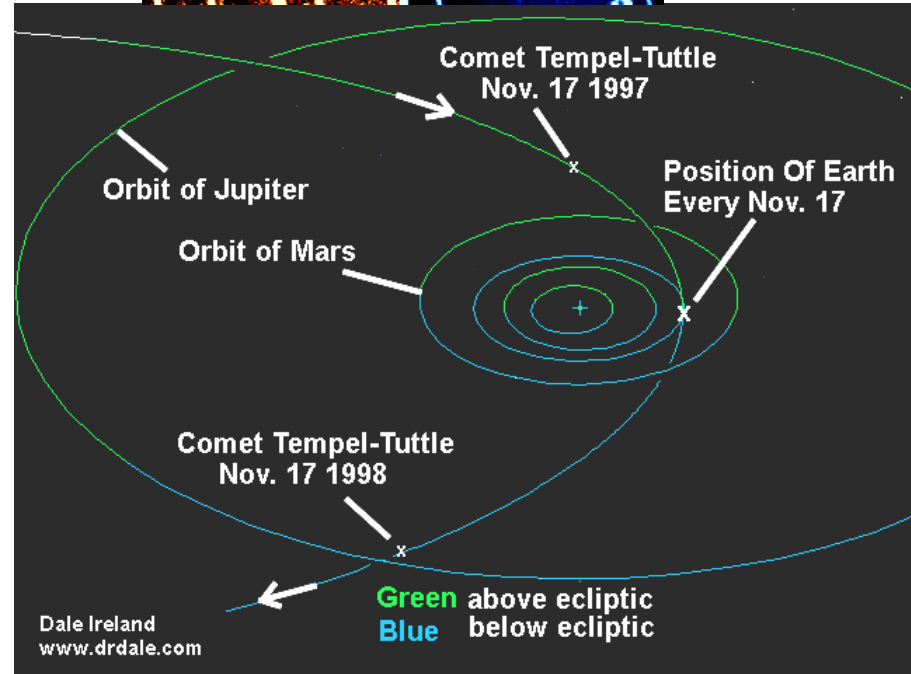 Comet Tempel-Tuttle
Nov. 17 1997
Position Of Earth
Every Nov. 17
Orbit of Jupiter
Orbit of Mars
Comet Tempel-Tuttle
Nov. 17 1998
Green above ecliptic
Blue below ecliptic
Dale Ireland
www.drdale.com